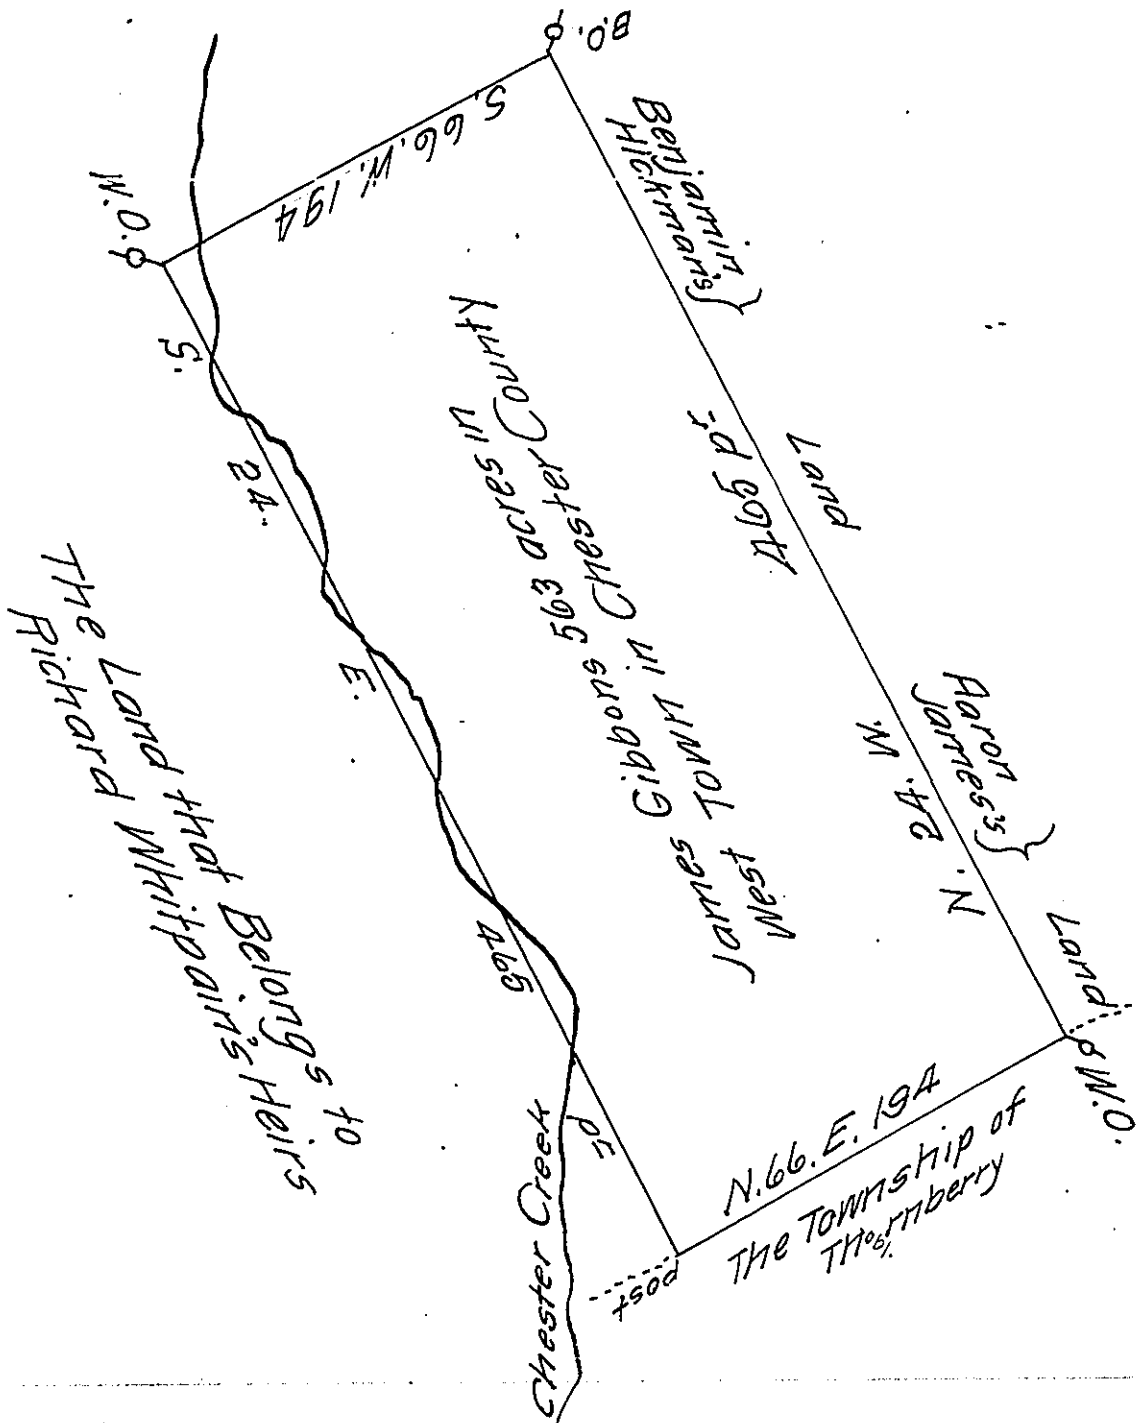 B.O.
S. 66. W. 194
W.O.
Benjamin
Hickman's
Land
465 p.s
N. 24. W.
Aaron
James's
Land
W.O.
James Gibbons 563 acres in
West Town in Chester County
S. 24. E. 465 p.
N. 66. E. 194
The Township of
Thornberry
post
Chester Creek
The Land that Belongs to
Richard Whitpain's Heirs